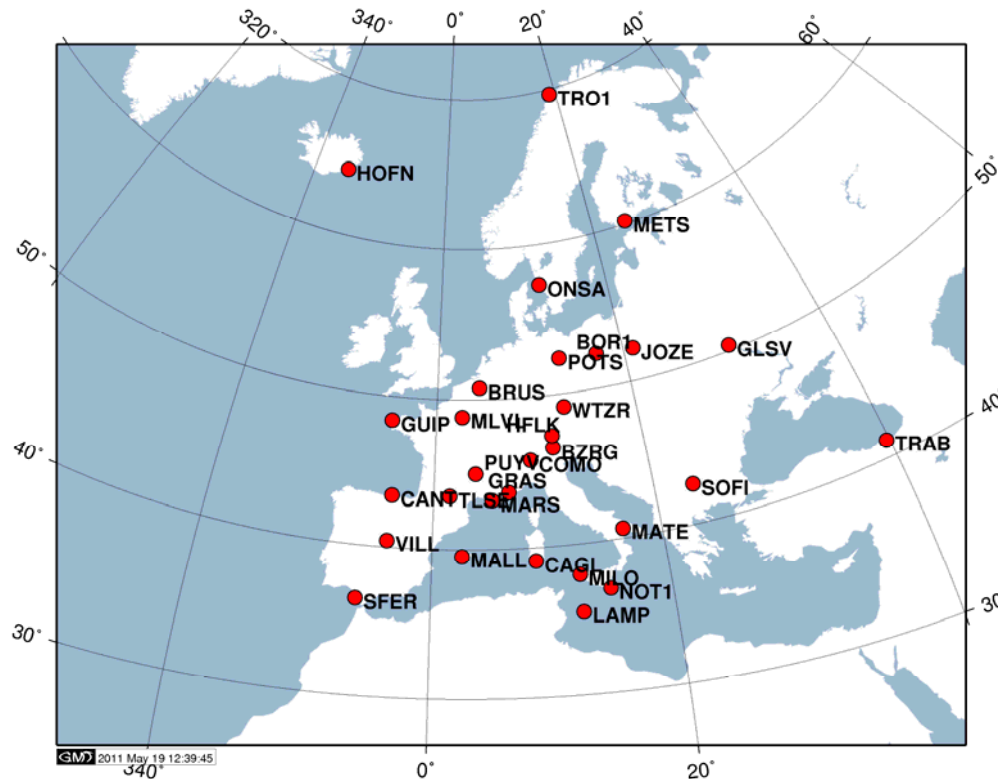 320°
340°
0°
20°
40°
60°
TRO1
50°
HOFN
METS
50°
ONSA
BOR1
JOZE
GLSV
POTS
BRUS
WTZR
40°
GUIP
MLVL
HFLK
TRAB
BZRG
40°
PUYV
COMO
GRAS
SOFI
CANT
TLSE
MARS
MATE
VILL
MALL
CAGL
MILO
NOT1
SFER
LAMP
30°
30°
GMD 2011 May 19 12:39:45
340°
0°
20°